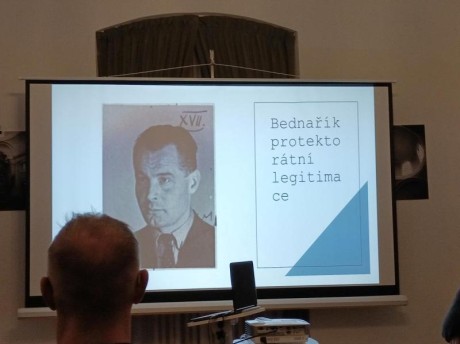 XVII.
Bednařík
protekto
rátní
legitima
ce